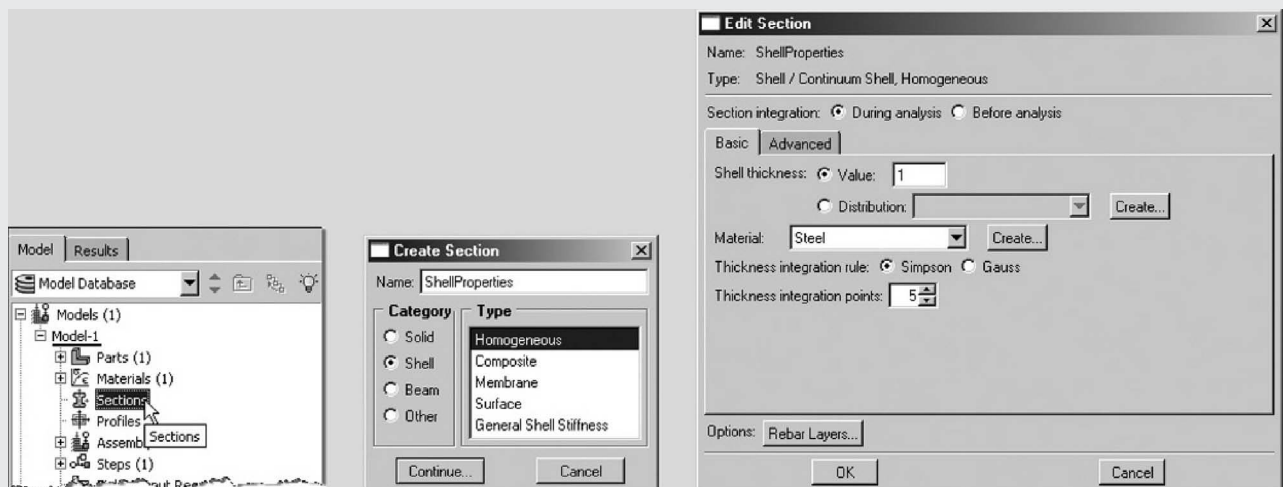 Model
Results
Model Database
Models (1)
Model-1
Parts (1)
Materials (1)
Sections
Profiles
Sections
Assemb
Steps (1)
Create Section
Name: ShellProperties
Category
Solid
Shell
Beam
Other
Type
Homogeneous
Composite
Membrane
Surface
General Shell Stiffness
Continue...
Cancel
Edit Section
Name: ShellProperties
Type: Shell / Continuum Shell, Homogeneous
Section integration: During analysis Before analysis
Basic
Advanced
Shell thickness: Value: 1
Distribution: Create...
Material: Steel Create...
Thickness integration rule: Simpson Gauss
Thickness integration points: 5
Options: Rebar Layers...
OK
Cancel